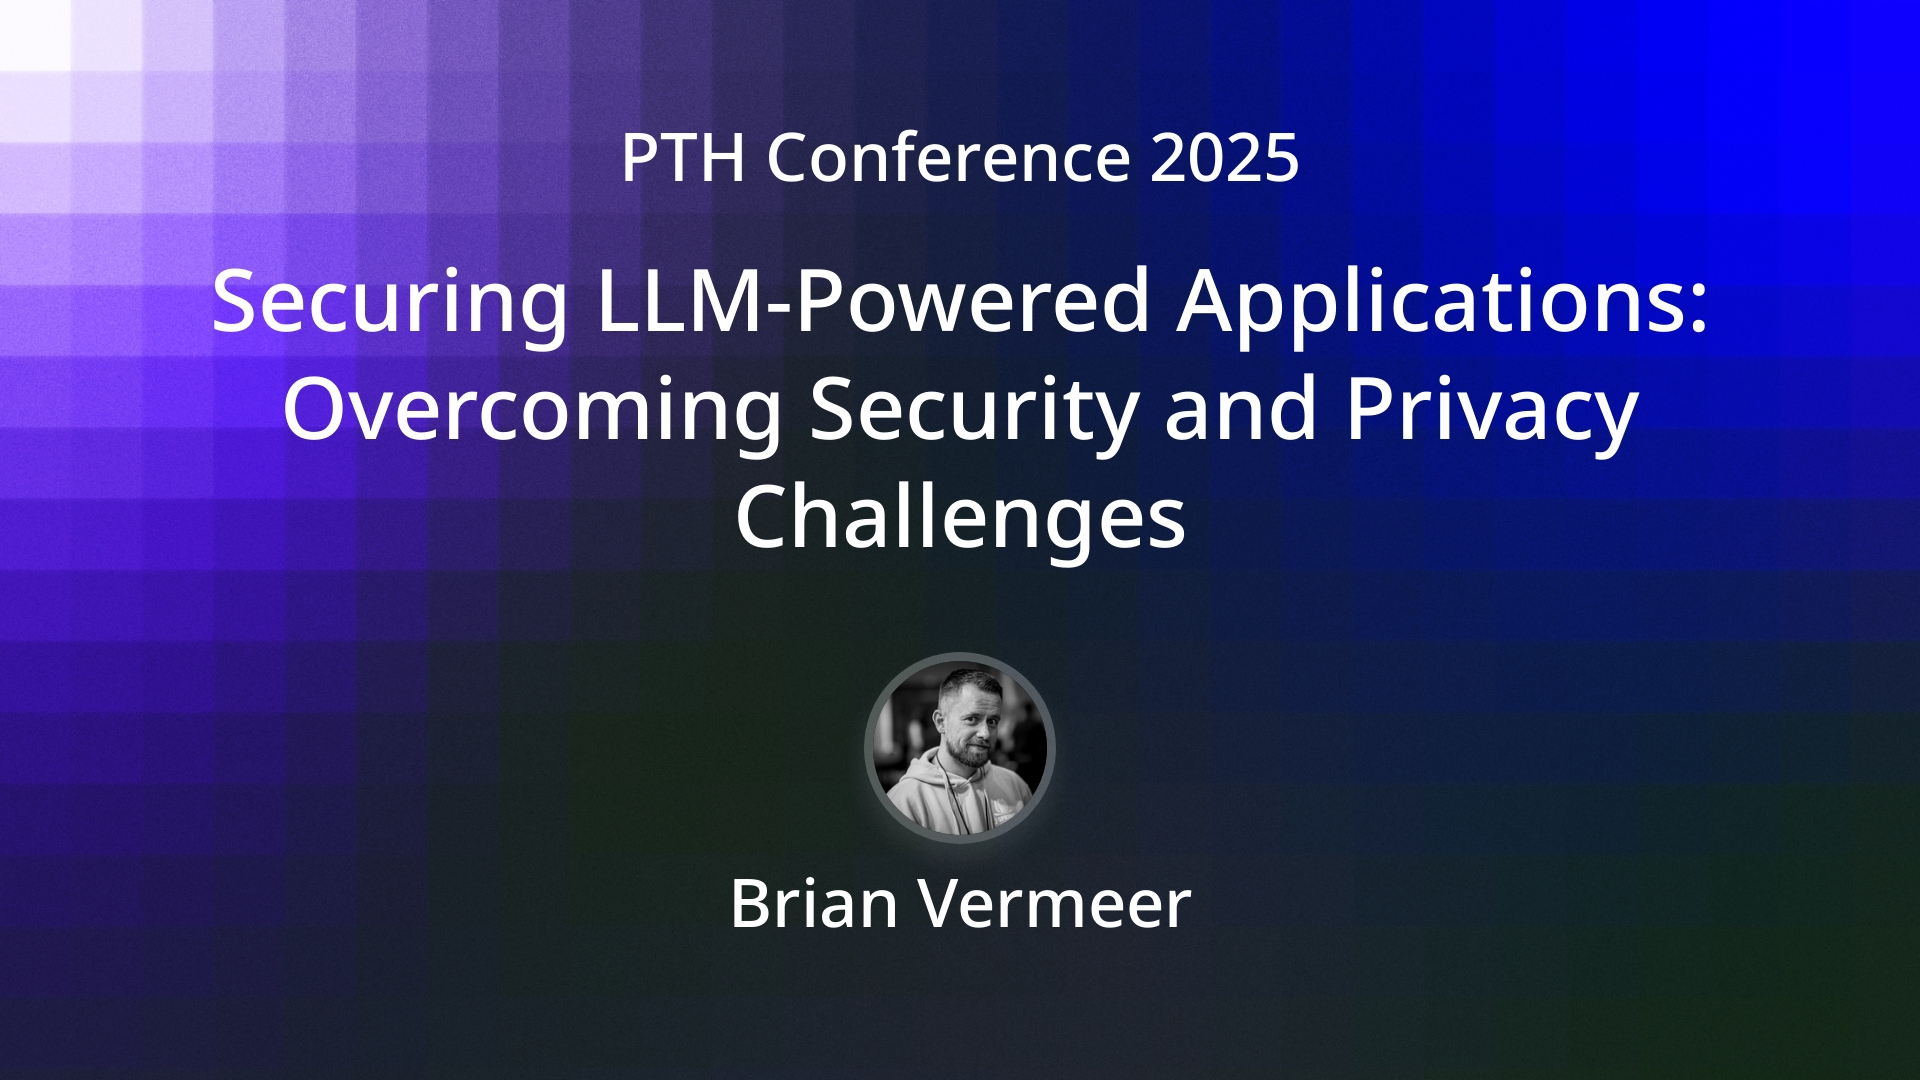 PTH Conference 2025
Securing LLM-Powered Applications:
Overcoming Security and Privacy
Challenges
Brian Vermeer